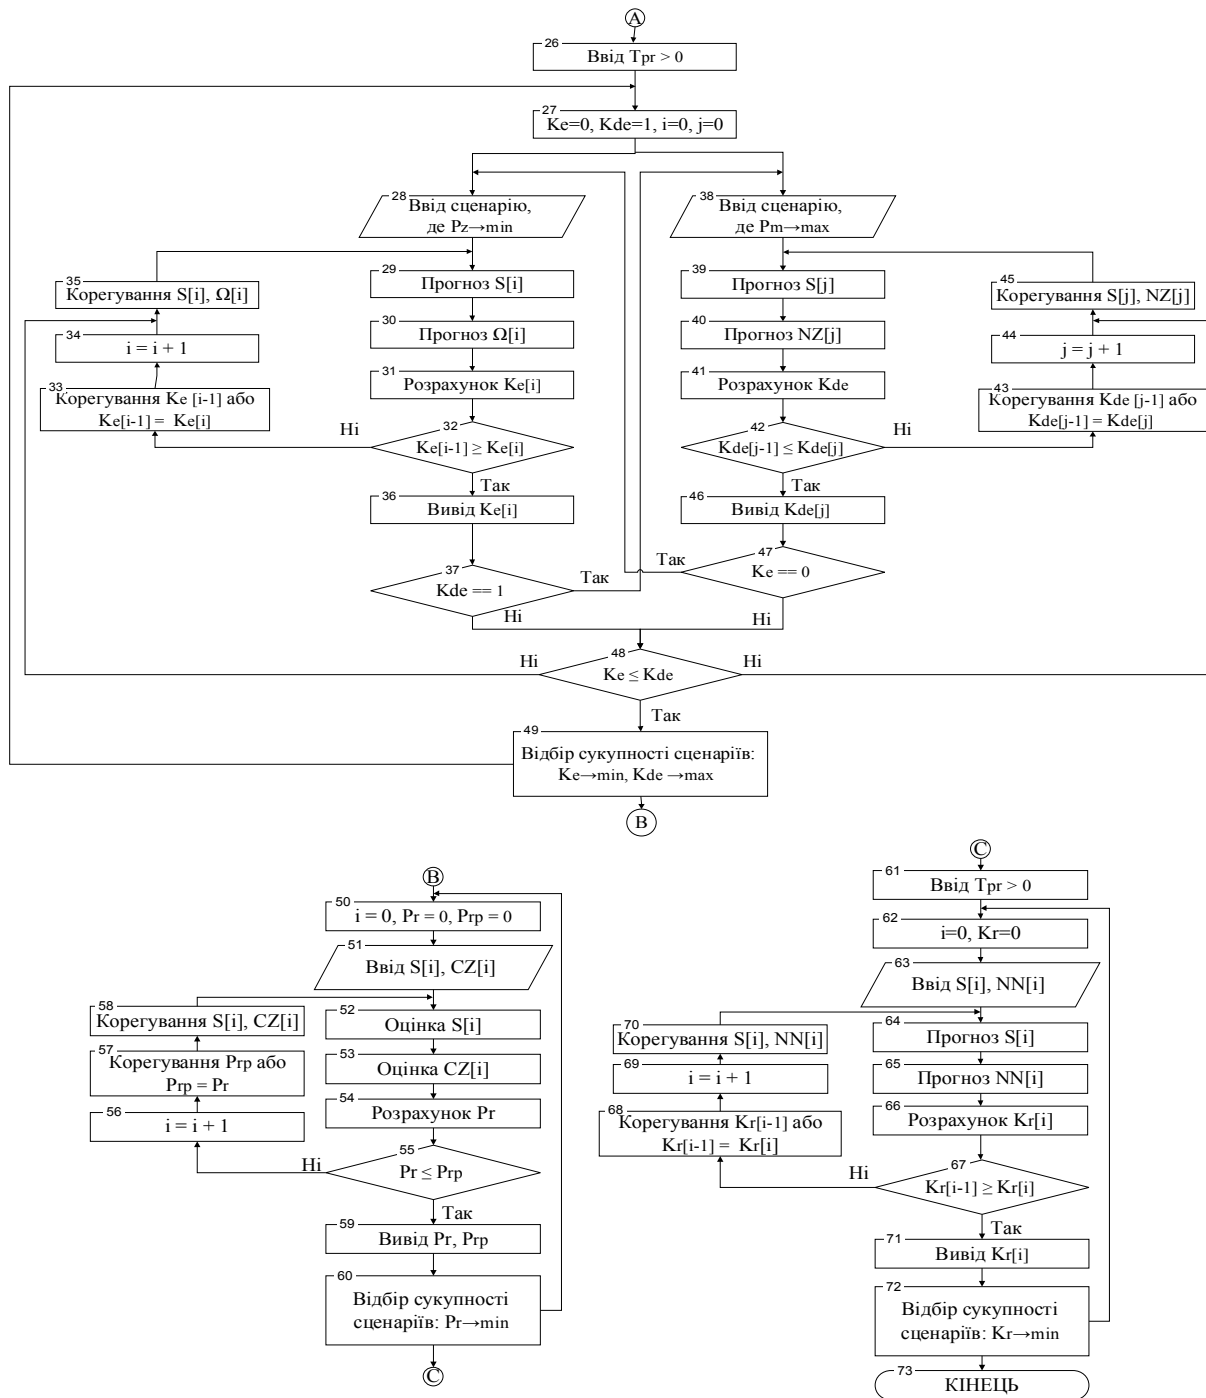 A
26
Ввід Tpr > 0
27
Ke=0, Kde=1, i=0, j=0
28
Ввід сценарію,
де Pz→min
38
Ввід сценарію,
де Pm→max
29
Прогноз S[i]
39
Прогноз S[j]
35
Корегування S[i], Ω[i]
45
Корегування S[j], NZ[j]
30
Прогноз Ω[i]
40
Прогноз NZ[j]
34
i = i + 1
44
j = j + 1
31
Розрахунок Ke[i]
41
Розрахунок Kde
33
Корегування Ke [i-1] або
Ke[i-1] = Ke[i]
43
Корегування Kde [j-1] або
Kde[j-1] = Kde[j]
32
Ke[i-1] ≥ Ke[i]
Ні
Так
42
Kde[j-1] ≤ Kde[j]
Ні
Так
36
Вивід Ke[i]
46
Вивід Kde[j]
37
Kde == 1
Так
Ні
47
Ke == 0
Так
Ні
48
Ke ≤ Kde
Ні
Ні
Так
49
Відбір сукупності сценаріїв:
Ke→min, Kde →max
B
B
50
i = 0, Pr = 0, Prp = 0
51
Ввід S[i], CZ[i]
58
Корегування S[i], CZ[i]
52
Оцінка S[i]
57
Корегування Prp або
Prp = Pr
53
Оцінка CZ[i]
56
i = i + 1
54
Розрахунок Pr
55
Pr ≤ Prp
Ні
Так
59
Вивід Pr, Prp
60
Відбір сукупності
сценаріїв: Pr→min
C
C
61
Ввід Tpr > 0
62
i=0, Kr=0
63
Ввід S[i], NN[i]
70
Корегування S[i], NN[i]
64
Прогноз S[i]
69
i = i + 1
65
Прогноз NN[i]
68
Корегування Kr[i-1] або
Kr[i-1] = Kr[i]
66
Розрахунок Kr[i]
67
Kr[i-1] ≥ Kr[i]
Ні
Так
71
Вивід Kr[i]
72
Відбір сукупності
сценаріїв: Kr→min
73
КІНЕЦЬ